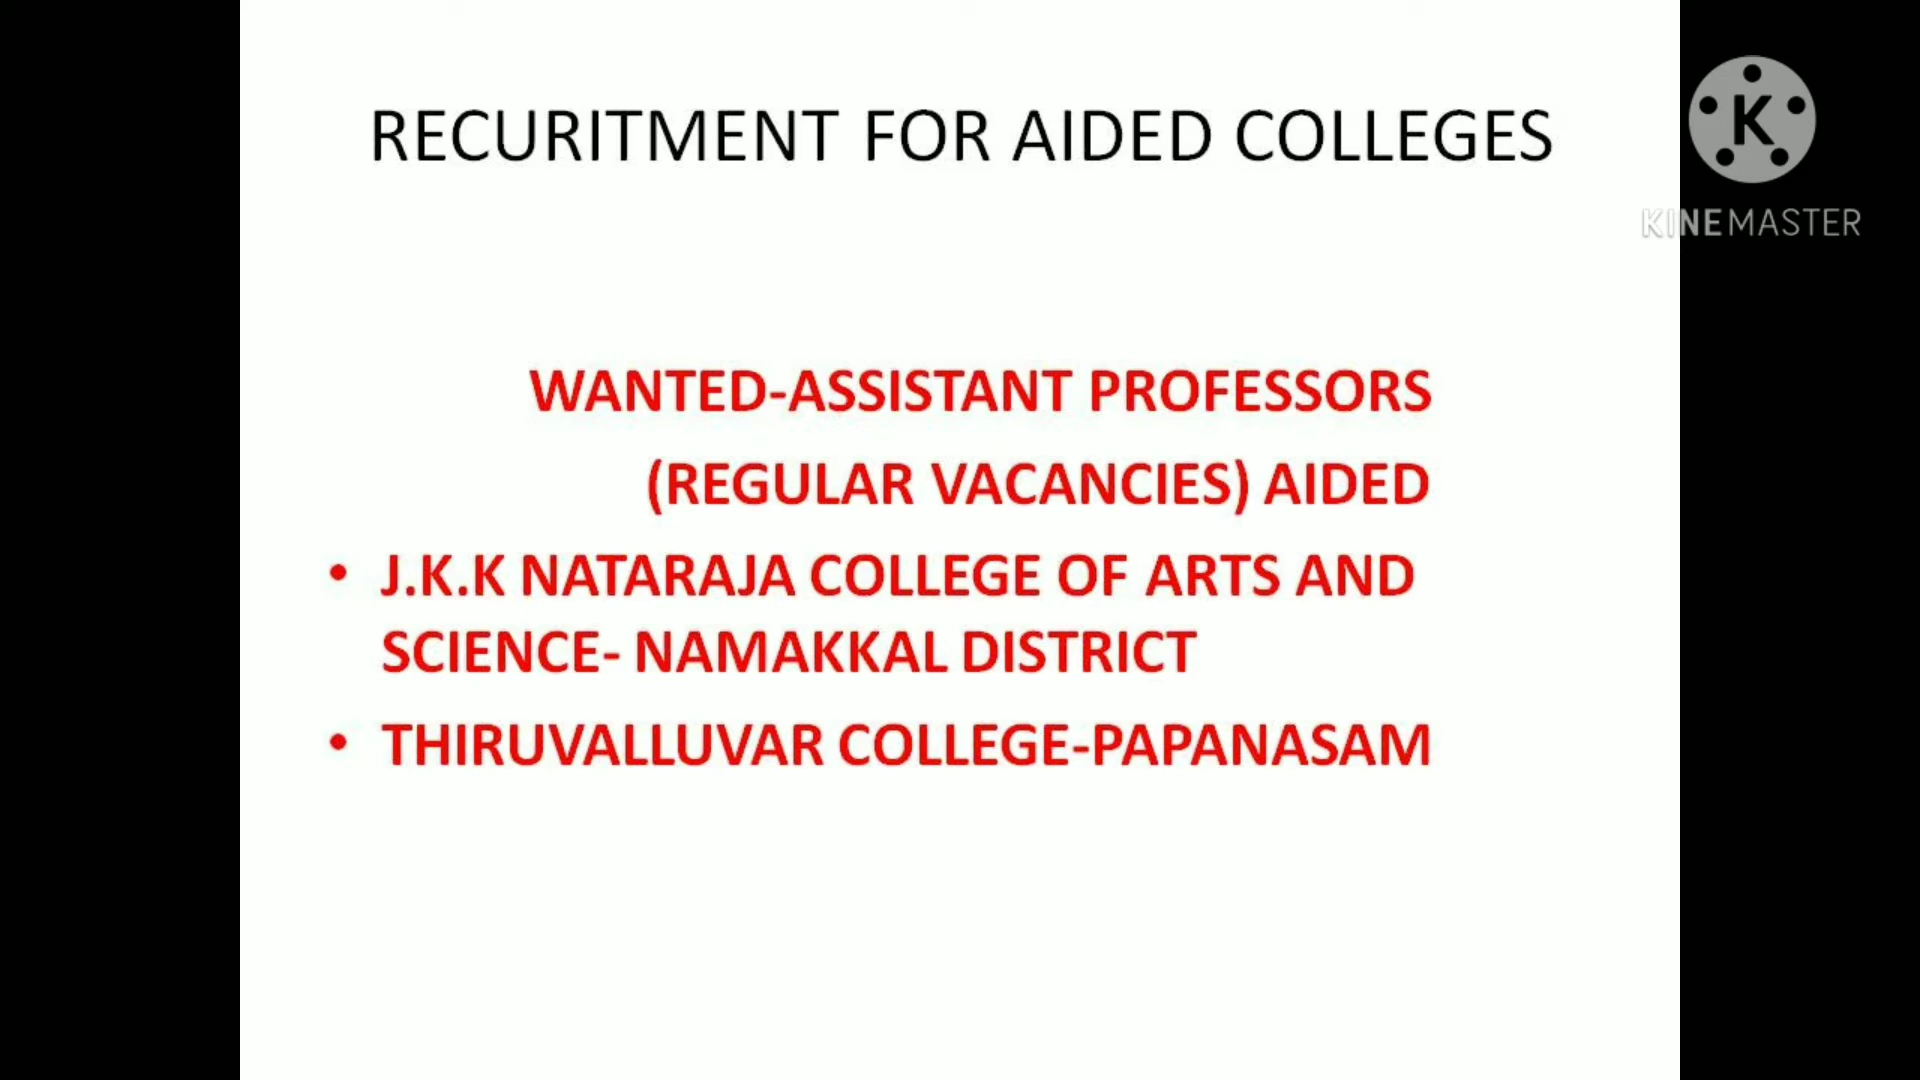 RECURITMENT FOR AIDED COLLEGES
K
KINEMASTER
WANTED-ASSISTANT PROFESSORS
(REGULAR VACANCIES) AIDED
• J.K.K NATARAJA COLLEGE OF ARTS AND
SCIENCE- NAMAKKAL DISTRICT
• THIRUVALLUVAR COLLEGE-PAPANASAM